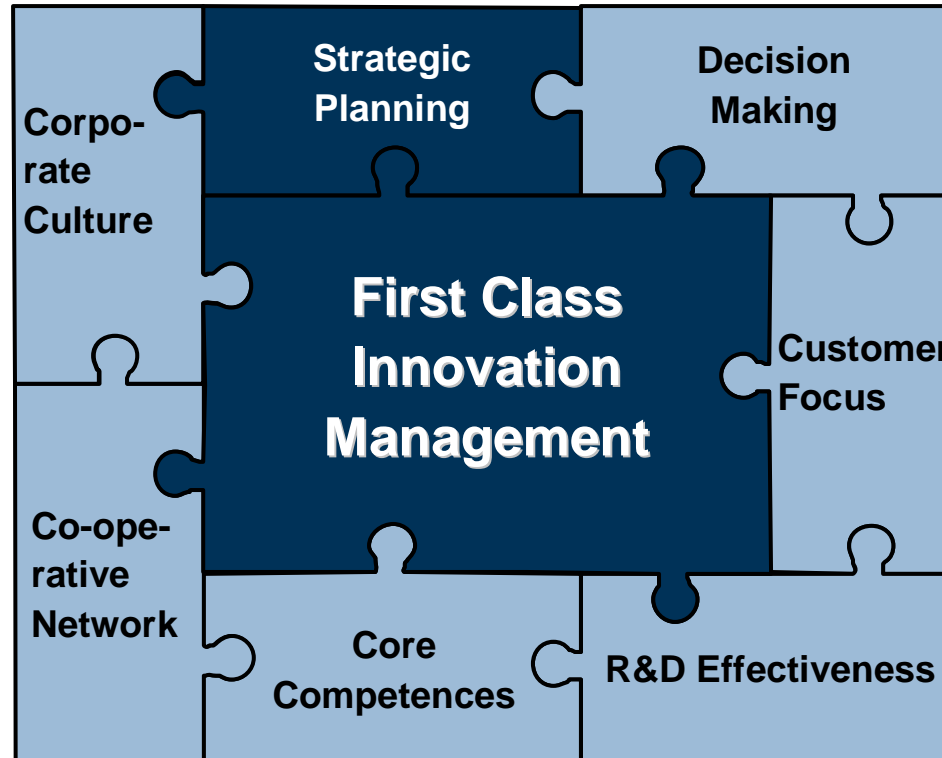 Strategic
Planning
Decision
Making
Corpo-
rate
Culture
First Class
Innovation
Management
Customer
Focus
Co-ope-
rative
Network
Core
Competences
R&D Effectiveness